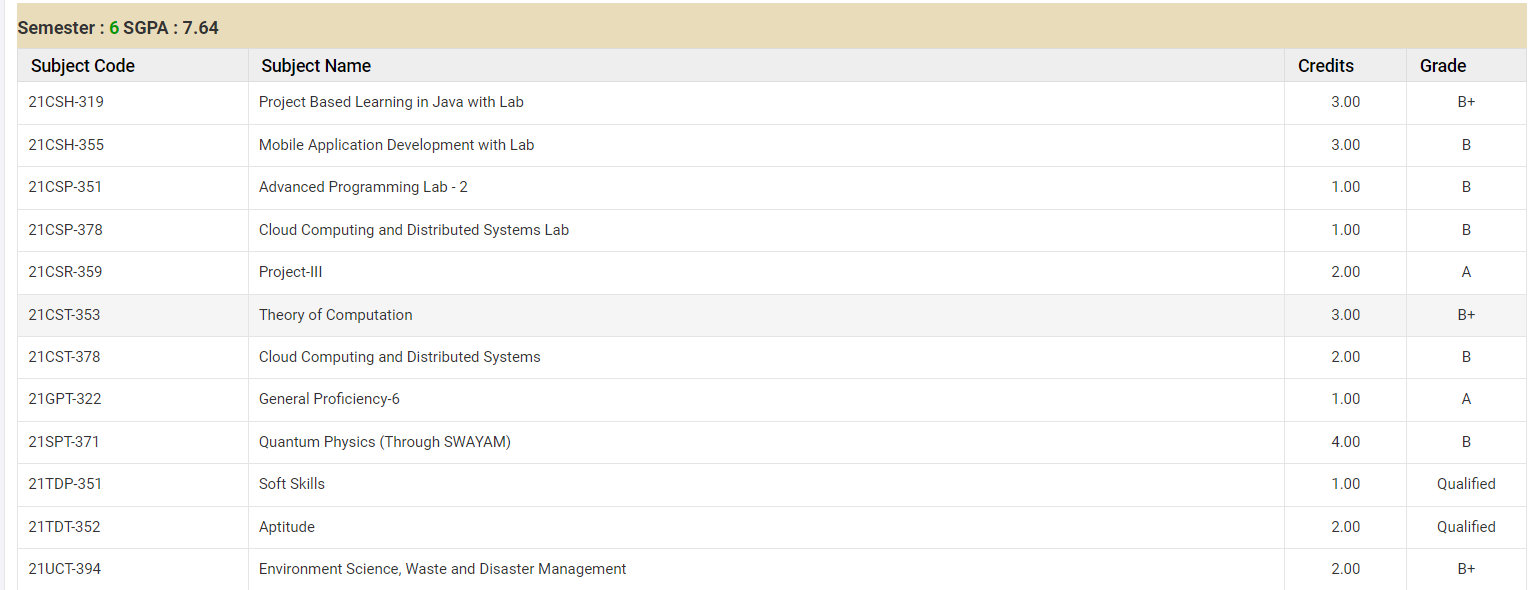 Semester : 6 SGPA : 7.64
Subject Code Subject Name Credits Grade
21CSH-319 Project Based Learning in Java with Lab 3.00 B+
21CSH-355 Mobile Application Development with Lab 3.00 B
21CSP-351 Advanced Programming Lab - 2 1.00 B
21CSP-378 Cloud Computing and Distributed Systems Lab 1.00 B
21CSR-359 Project-III 2.00 A
21CST-353 Theory of Computation 3.00 B+
21CST-378 Cloud Computing and Distributed Systems 2.00 B
21GPT-322 General Proficiency-6 1.00 A
21SPT-371 Quantum Physics (Through SWAYAM) 4.00 B
21TDP-351 Soft Skills 1.00 Qualified
21TDT-352 Aptitude 2.00 Qualified
21UCT-394 Environment Science, Waste and Disaster Management 2.00 B+